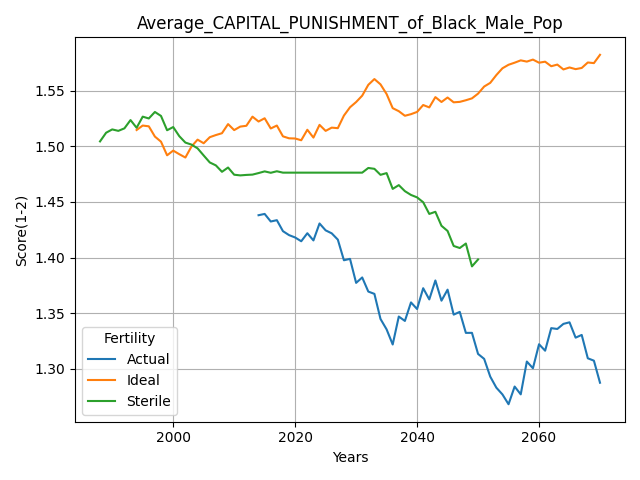 Average_CAPITAL_PUNISHMENT_of_Black_Male_Pop
Score(1-2)
1.55
1.50
1.45
1.40
1.35
1.30
Fertility
Actual
Ideal
Sterile
2000
2020
2040
2060
Years